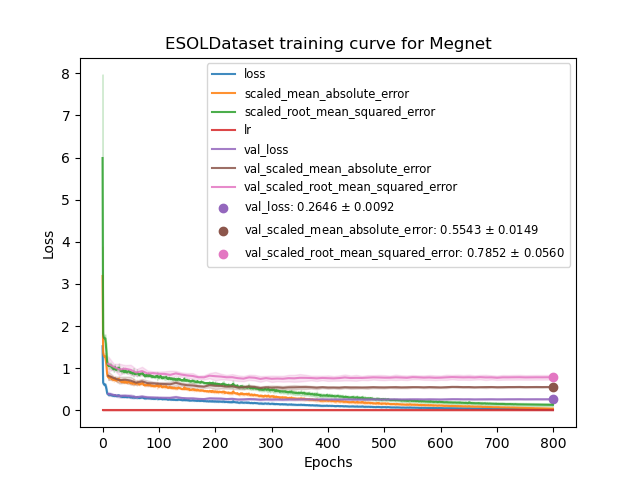 ESOLDataset training curve for Megnet
loss
scaled_mean_absolute_error
scaled_root_mean_squared_error
lr
val_loss
val_scaled_mean_absolute_error
val_scaled_root_mean_squared_error
val_loss: 0.2646 ± 0.0092
val_scaled_mean_absolute_error: 0.5543 ± 0.0149
val_scaled_root_mean_squared_error: 0.7852 ± 0.0560
Loss
8
7
6
5
4
3
2
1
0
0 100 200 300 400 500 600 700 800
Epochs